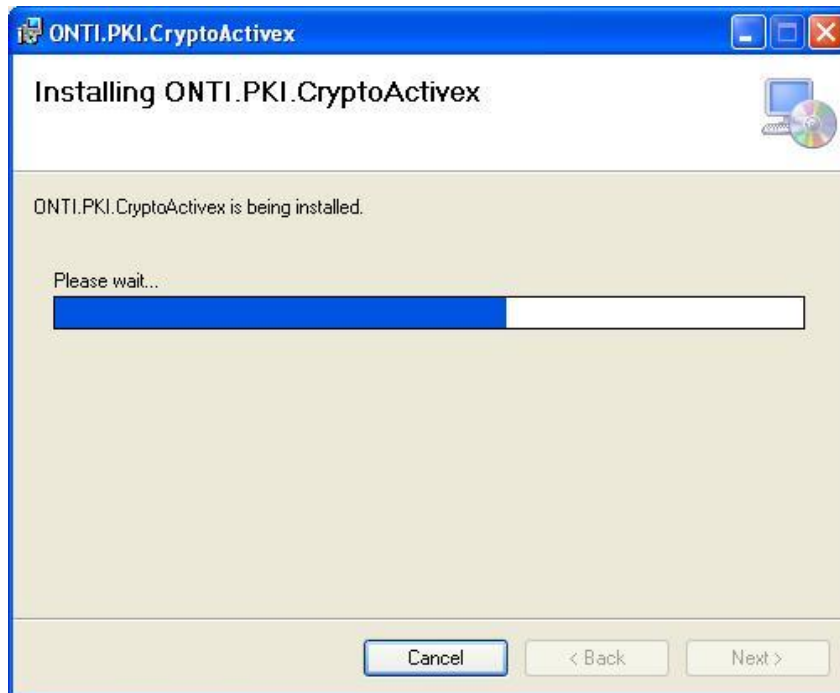 ONTI.PKI.CryptoActivex
Installing ONTI.PKI.CryptoActivex
ONTI.PKI.CryptoActivex is being installed.
Please wait...
Cancel
< Back
Next >